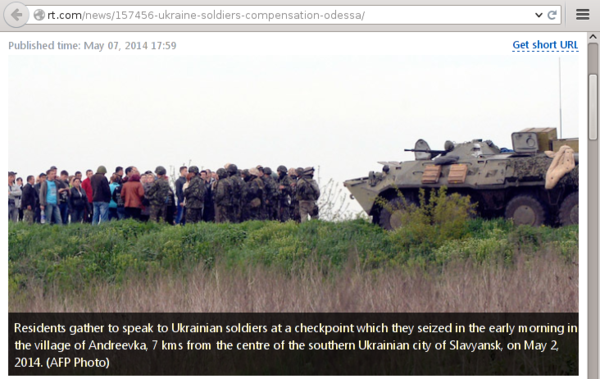 rt.com/news/157456-ukraine-soldiers-compensation-odessa/
Published time: May 07, 2014 17:59
Get short URL
Residents gather to speak to Ukrainian soldiers at a checkpoint which they seized in the early morning in
the village of Andreevka, 7 kms from the centre of the southern Ukrainian city of Slavyansk, on May 2,
2014. (AFP Photo)